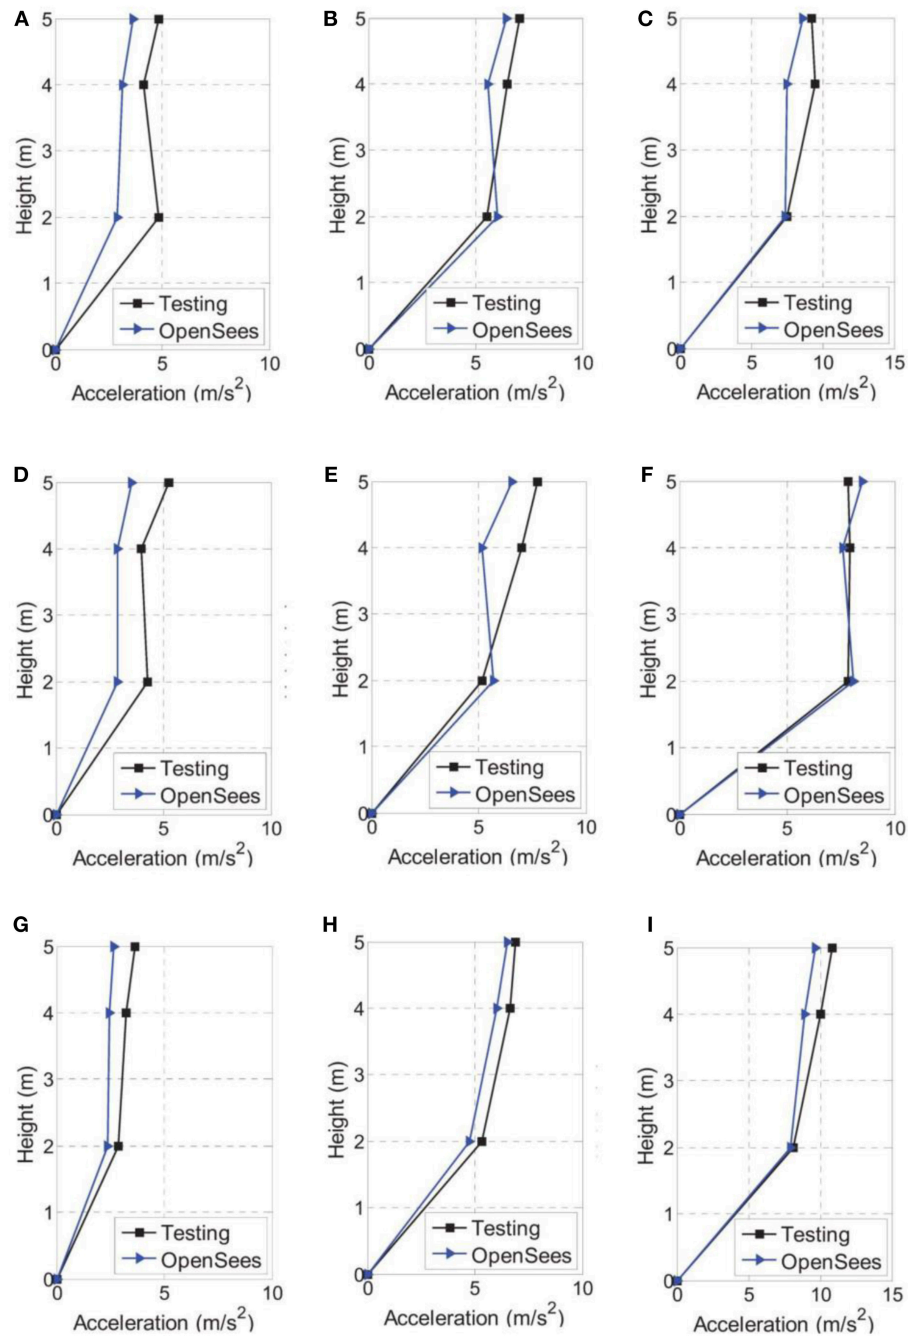 A
B
C
5
4
3
2
1
0
Height (m)
Testing
OpenSees
0 5 10
Acceleration (m/s2)
5
4
3
2
1
0
Height (m)
Testing
OpenSees
0 5 10
Acceleration (m/s2)
5
4
3
2
1
0
Height (m)
Testing
OpenSees
0 5 10 15
Acceleration (m/s2)
D
E
F
5
4
3
2
1
0
Height (m)
Testing
OpenSees
0 5 10
Acceleration (m/s2)
5
4
3
2
1
0
Height (m)
Testing
OpenSees
0 5 10
Acceleration (m/s2)
5
4
3
2
1
0
Height (m)
Testing
OpenSees
0 5 10
Acceleration (m/s2)
G
H
I
5
4
3
2
1
0
Height (m)
Testing
OpenSees
0 5 10
Acceleration (m/s2)
5
4
3
2
1
0
Height (m)
Testing
OpenSees
0 5 10
Acceleration (m/s2)
5
4
3
2
1
0
Height (m)
Testing
OpenSees
0 5 10 15
Acceleration (m/s2)